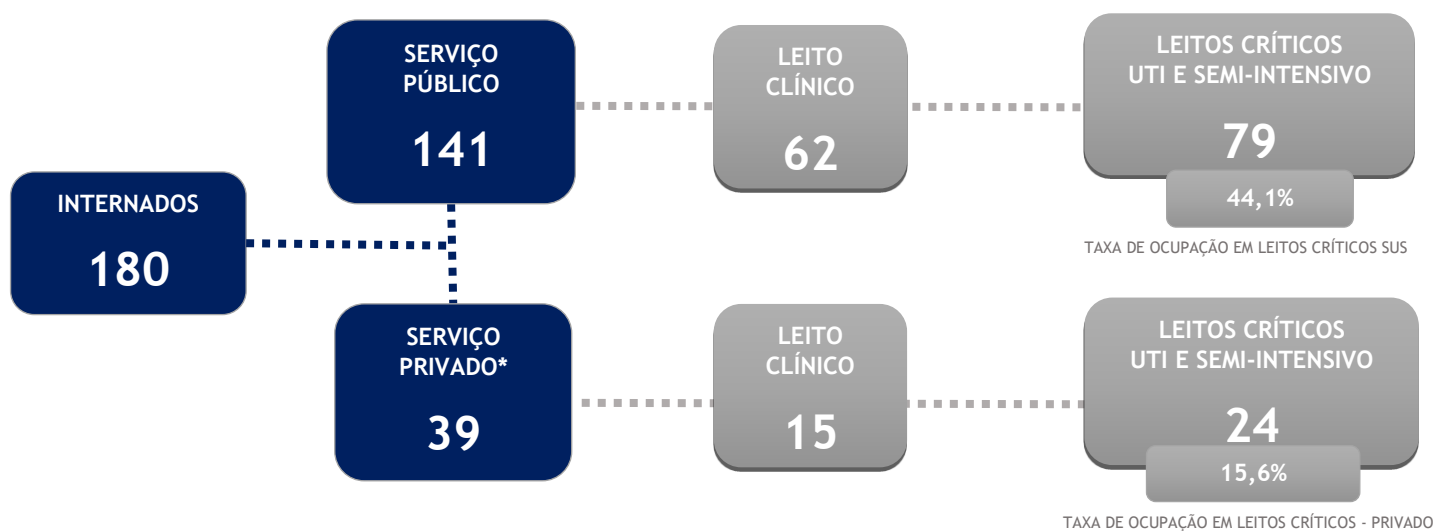 INTERNADOS
180
SERVIÇO
PÚBLICO
141
LEITO
CLÍNICO
62
LEITOS CRÍTICOS
UTI E SEMI-INTENSIVO
79
44,1%
TAXA DE OCUPAÇÃO EM LEITOS CRÍTICOS SUS
SERVIÇO
PRIVADO*
39
LEITO
CLÍNICO
15
LEITOS CRÍTICOS
UTI E SEMI-INTENSIVO
24
15,6%
TAXA DE OCUPAÇÃO EM LEITOS CRÍTICOS - PRIVADO